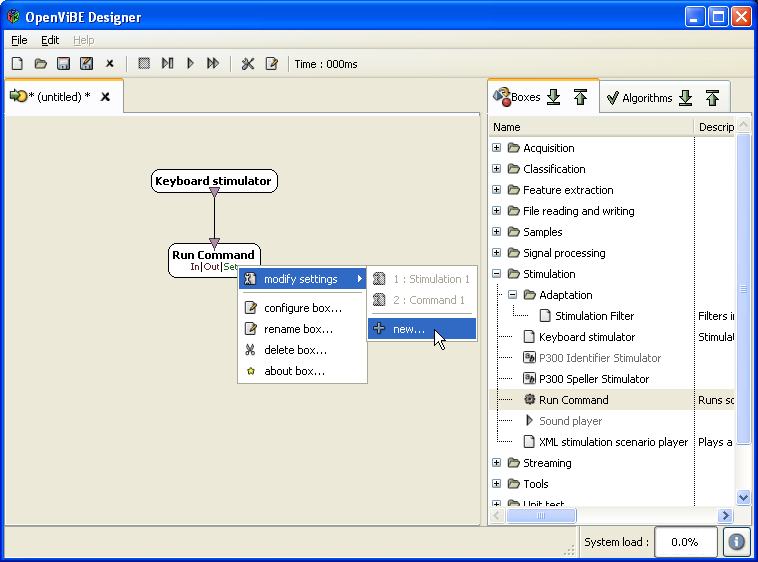 OpenViBE Designer
File Edit Help
Time : 000ms
* (untitled) *
Boxes
Algorithms
Name Descrip
Acquisition
Classification
Feature extraction
File reading and writing
Samples
Signal processing
Stimulation
Adaptation
Stimulation Filter Filters in
Keyboard stimulator Stimulat
P300 Identifier Stimulator
P300 Speller Stimulator
Run Command Runs so
Sound player
XML stimulation scenario player Plays a
Streaming
Tools
Unit test
Keyboard stimulator
Run Command
In|Out|Set
modify settings
configure box...
rename box...
delete box...
about box...
1 : Stimulation 1
2 : Command 1
new...
System load : 0.0%